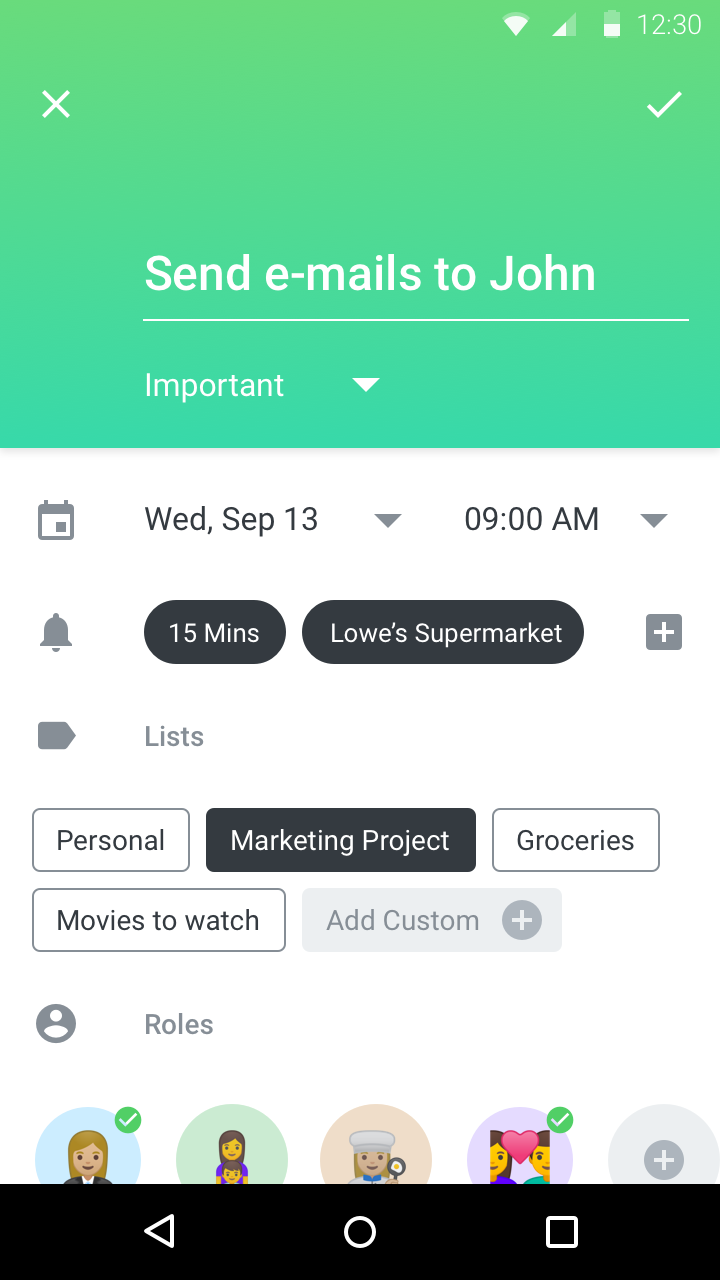 12:30
Send e-mails to John
Important
Wed, Sep 13 09:00 AM
15 Mins Lowe’s Supermarket
Lists
Personal Marketing Project Groceries
Movies to watch Add Custom
Roles